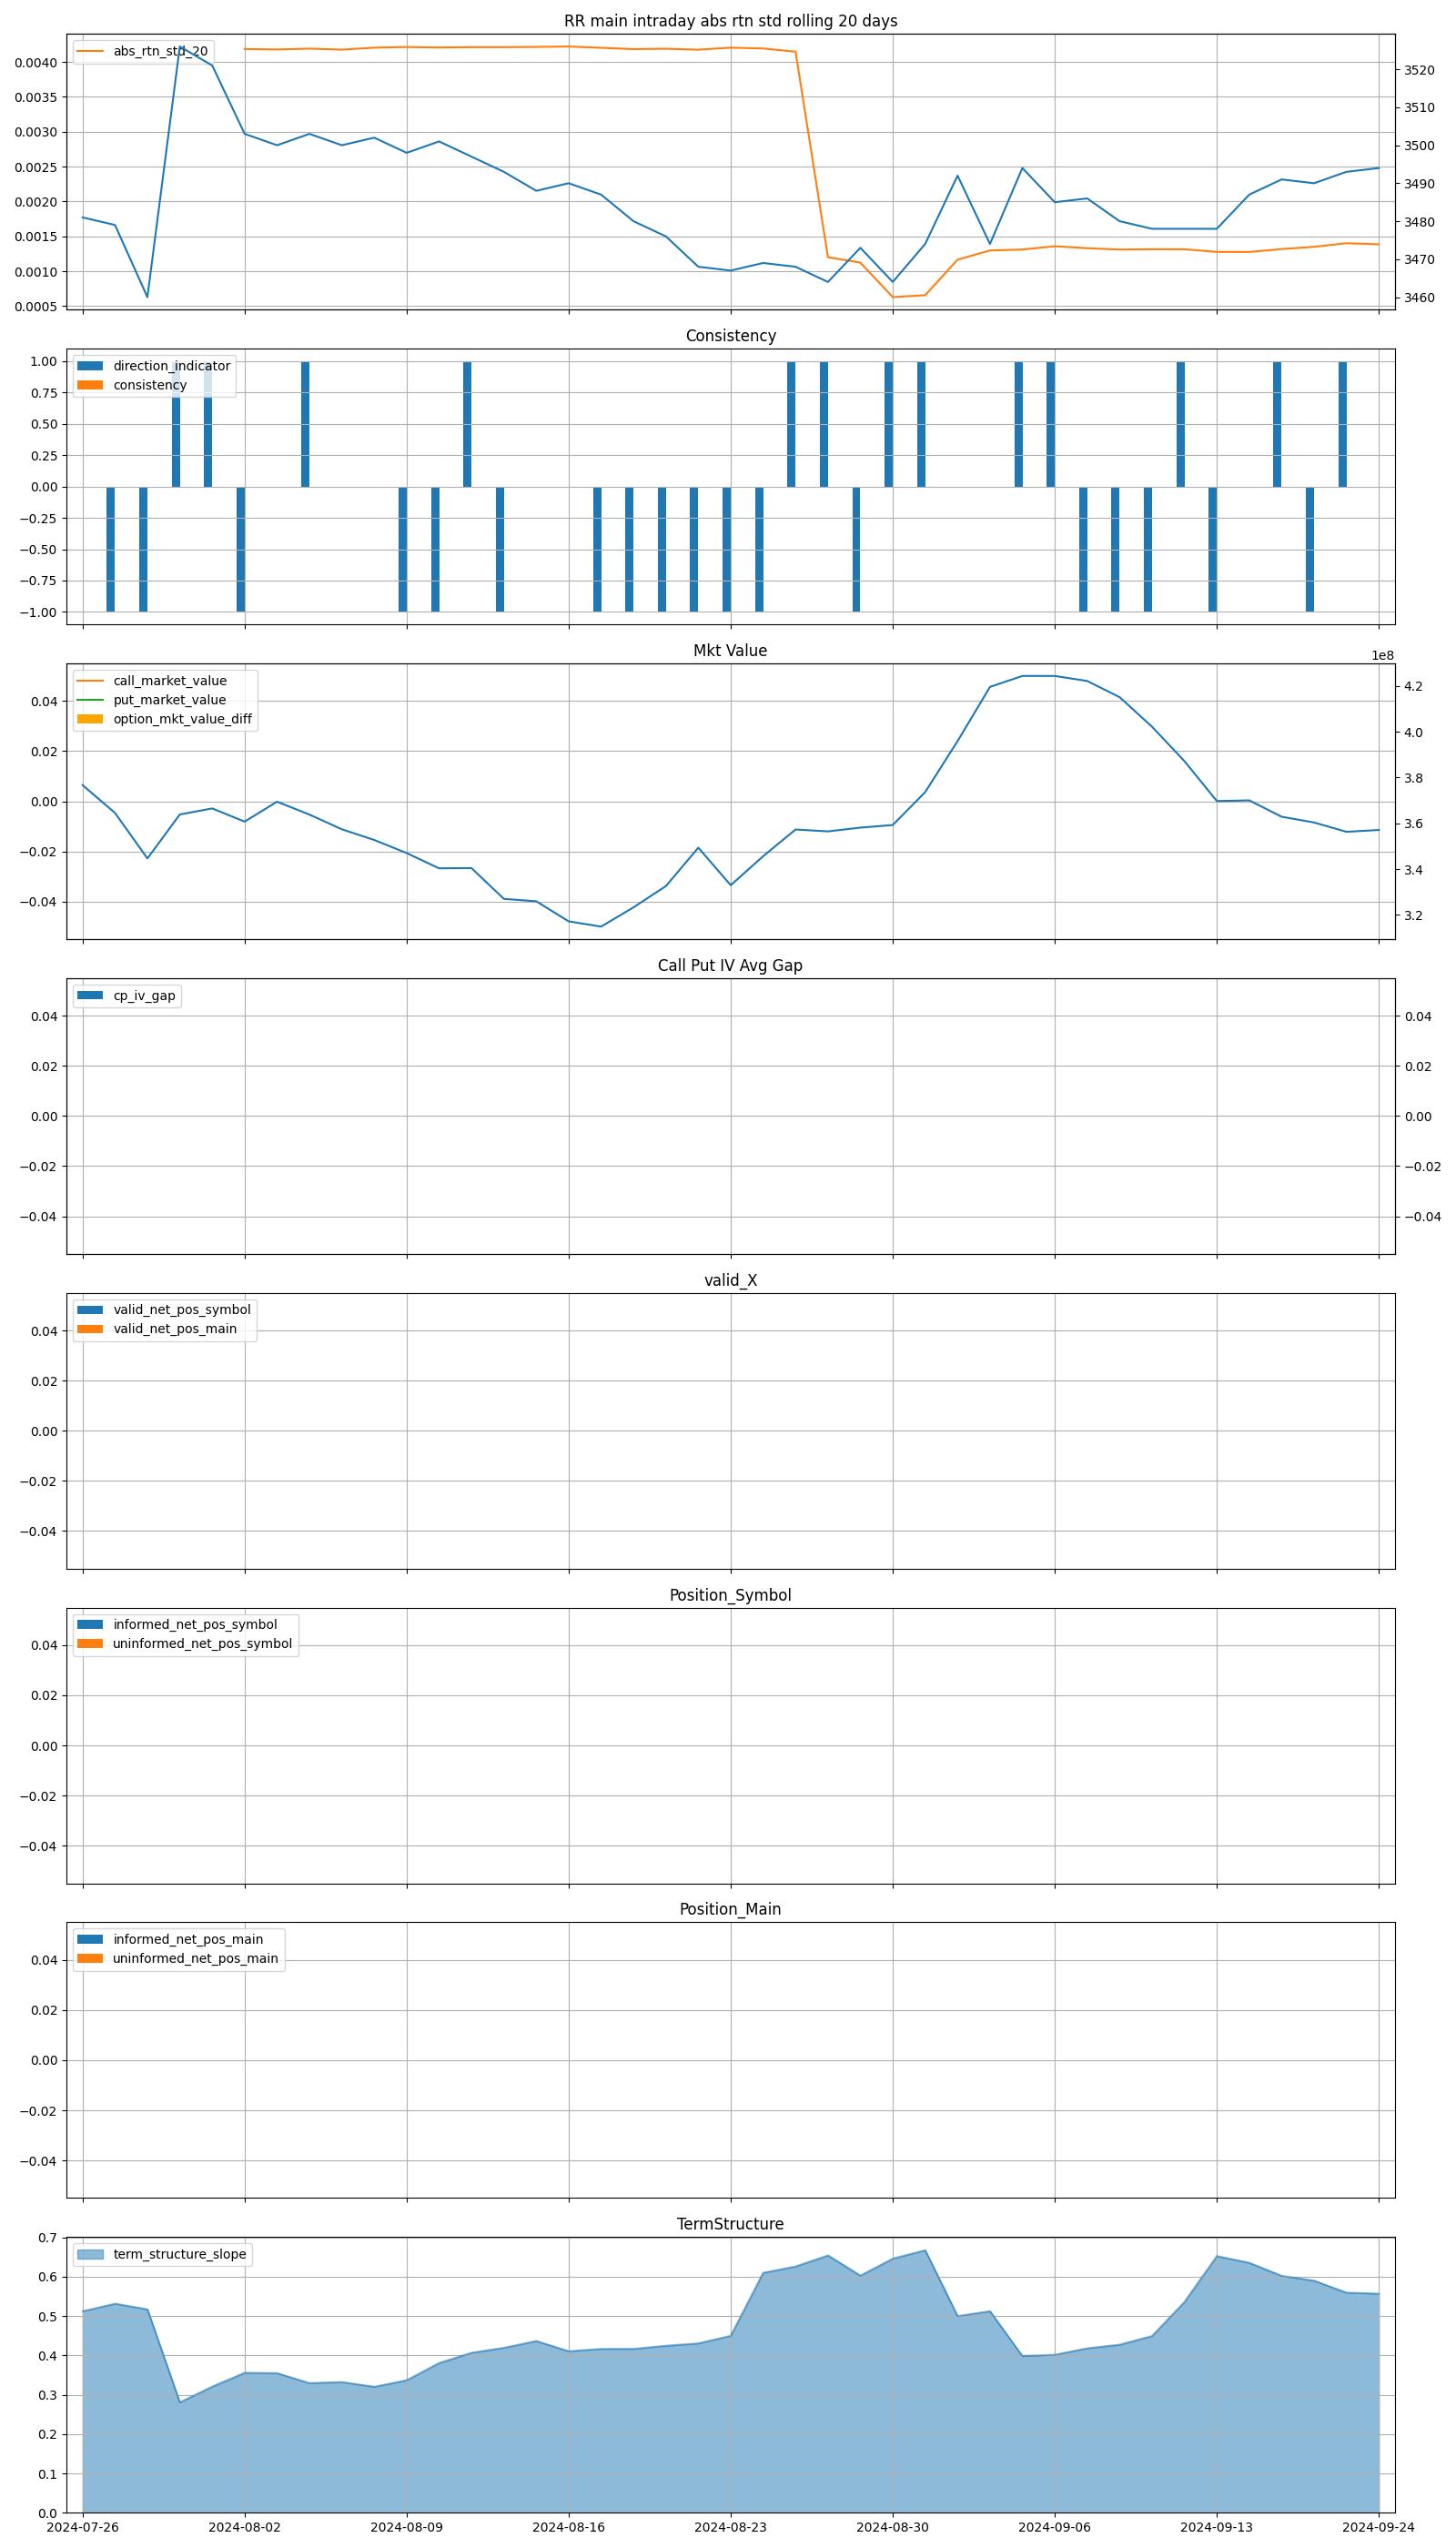 RR main intraday abs rtn std rolling 20 days
abs_rtn_std_20
0.0040
0.0035
0.0030
0.0025
0.0020
0.0015
0.0010
0.0005
3520
3510
3500
3490
3480
3470
3460
Consistency
direction_indicator
consistency
1.00
0.75
0.50
0.25
0.00
−0.25
−0.50
−0.75
−1.00
Mkt Value
1e8
call_market_value
put_market_value
option_mkt_value_diff
0.04
0.02
0.00
−0.02
−0.04
4.2
4.0
3.8
3.6
3.4
3.2
Call Put IV Avg Gap
cp_iv_gap
0.04
0.02
0.00
−0.02
−0.04
0.04
0.02
0.00
−0.02
−0.04
valid_X
valid_net_pos_symbol
valid_net_pos_main
0.04
0.02
0.00
−0.02
−0.04
Position_Symbol
informed_net_pos_symbol
uninformed_net_pos_symbol
0.04
0.02
0.00
−0.02
−0.04
Position_Main
informed_net_pos_main
uninformed_net_pos_main
0.04
0.02
0.00
−0.02
−0.04
TermStructure
term_structure_slope
0.7
0.6
0.5
0.4
0.3
0.2
0.1
0.0
2024-07-26 2024-08-02 2024-08-09 2024-08-16 2024-08-23 2024-08-30 2024-09-06 2024-09-13 2024-09-24